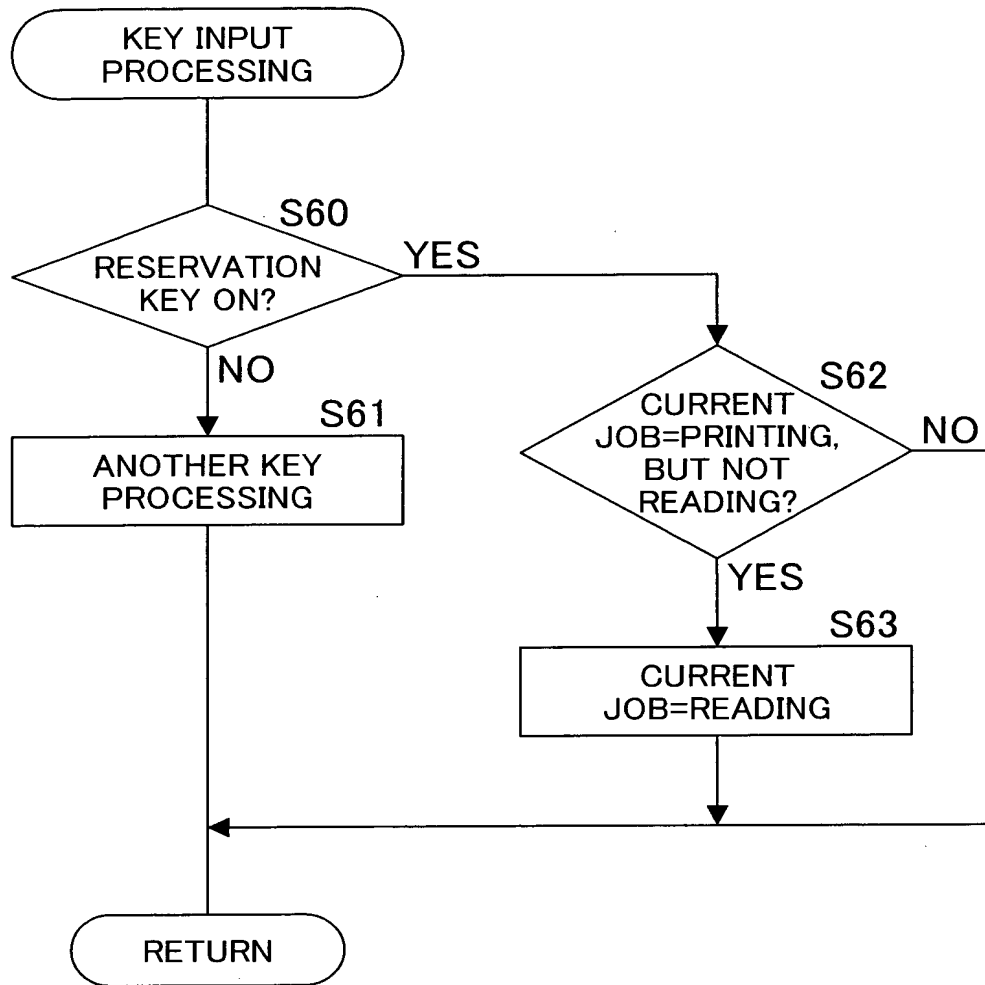 KEY INPUT
PROCESSING
S60
RESERVATION
KEY ON?
YES
NO
S61
ANOTHER KEY
PROCESSING
S62
CURRENT
JOB=PRINTING,
BUT NOT
READING?
NO
YES
S63
CURRENT
JOB=READING
RETURN